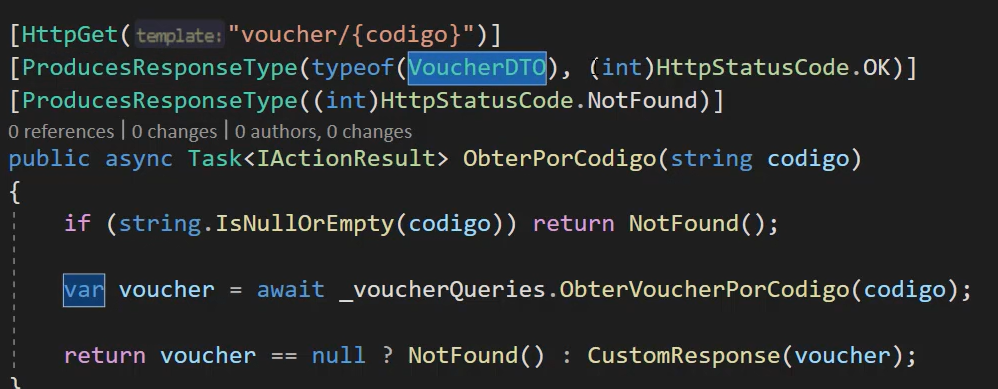 [HttpGet(template:"voucher/{codigo}")]
[ProducesResponseType(typeof(VoucherDTO), (int)HttpStatusCode.OK)]
[ProducesResponseType((int)HttpStatusCode.NotFound)]
0 references | 0 changes | 0 authors, 0 changes
public async Task<IActionResult> ObterPorCodigo(string codigo)
{
    if (string.IsNullOrEmpty(codigo)) return NotFound();
    var voucher = await _voucherQueries.ObterVoucherPorCodigo(codigo);
    return voucher == null ? NotFound() : CustomResponse(voucher);
}